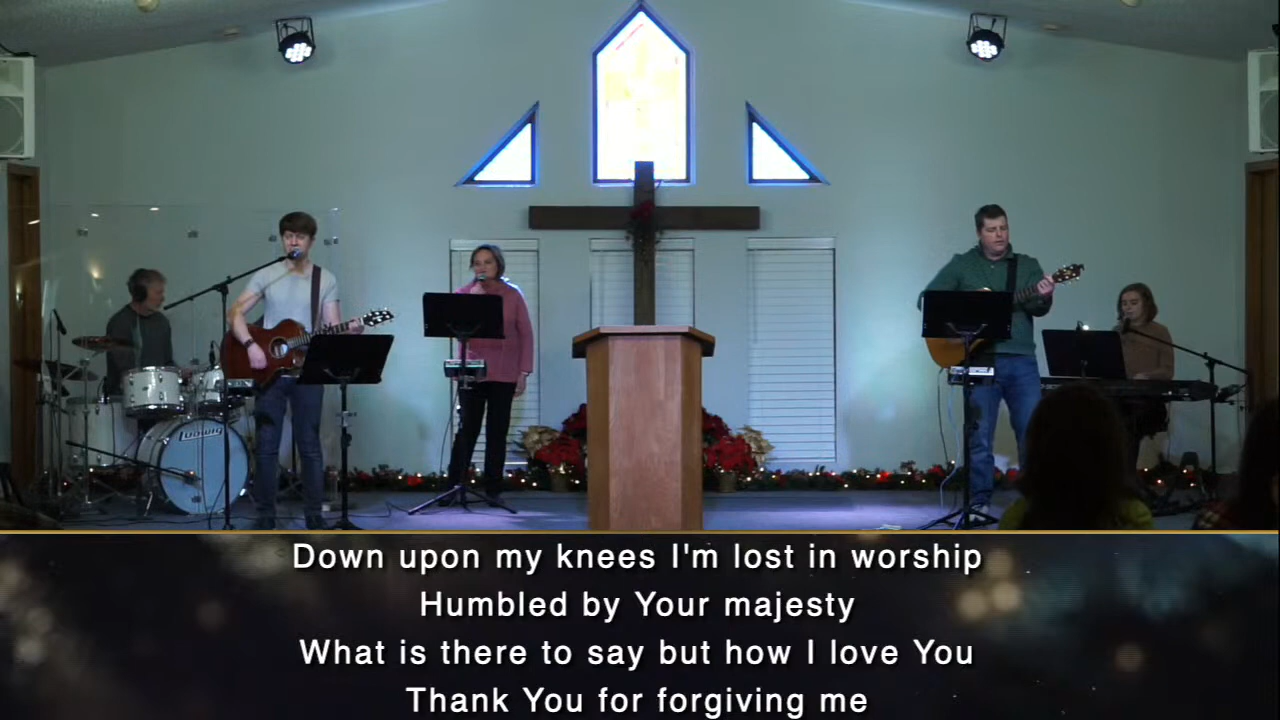 Ludwig
Down upon my knees I'm lost in worship
Humbled by Your majesty
What is there to say but how I love You
Thank You for forgiving me